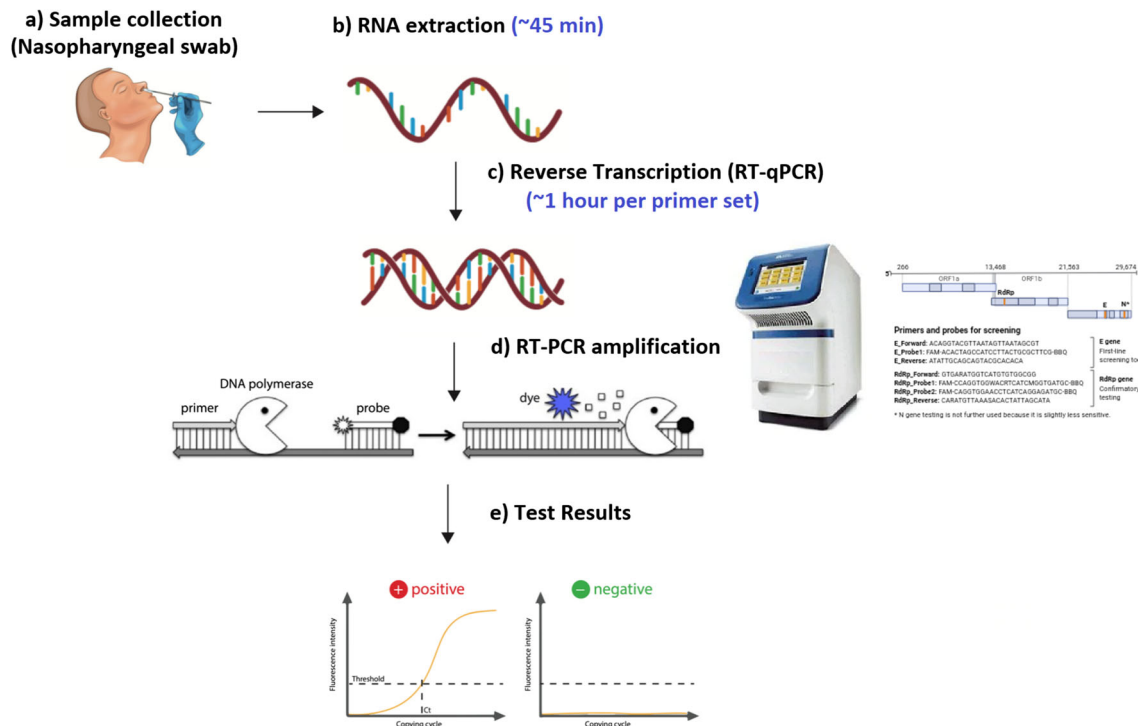 a) Sample collection
(Nasopharyngeal swab)
b) RNA extraction (~45 min)
c) Reverse Transcription (RT-qPCR)
(~1 hour per primer set)
266
13,468
21,563
29,674
5'
ORF1a
ORF1b
RdRp
E
N*
Primers and probes for screening
E_Forward: ACAGGTACGTTAATAGTTAATAGCGT
E_Probe1: FAM-ACACTAGCCATCCTTACTGCGCTTCG-BBQ
E_Reverse: ATATTGCAGCAGTACGCACACA
E gene
First-line
screening
RdRp_Forward: GTGARATGGTCATGTGTGGCGG
RdRp_Probe1: FAM-CCAGGTGGWACRTCATCMGGTGATGC-BBQ
RdRp_Probe2: FAM-CAGGTGGAACCTCATCAGGAGATGC-BBQ
RdRp_Reverse: CARATGTTAAASACACTATTAGCATA
RdRp gene
Confirmatory
testing
* N gene testing is not further used because it is slightly less sensitive.
d) RT-PCR amplification
DNA polymerase
primer
probe
dye
e) Test Results
+ positive
− negative
Fluorescence intensity
Threshold
Ct
Copying cycle
Fluorescence intensity
Copying cycle